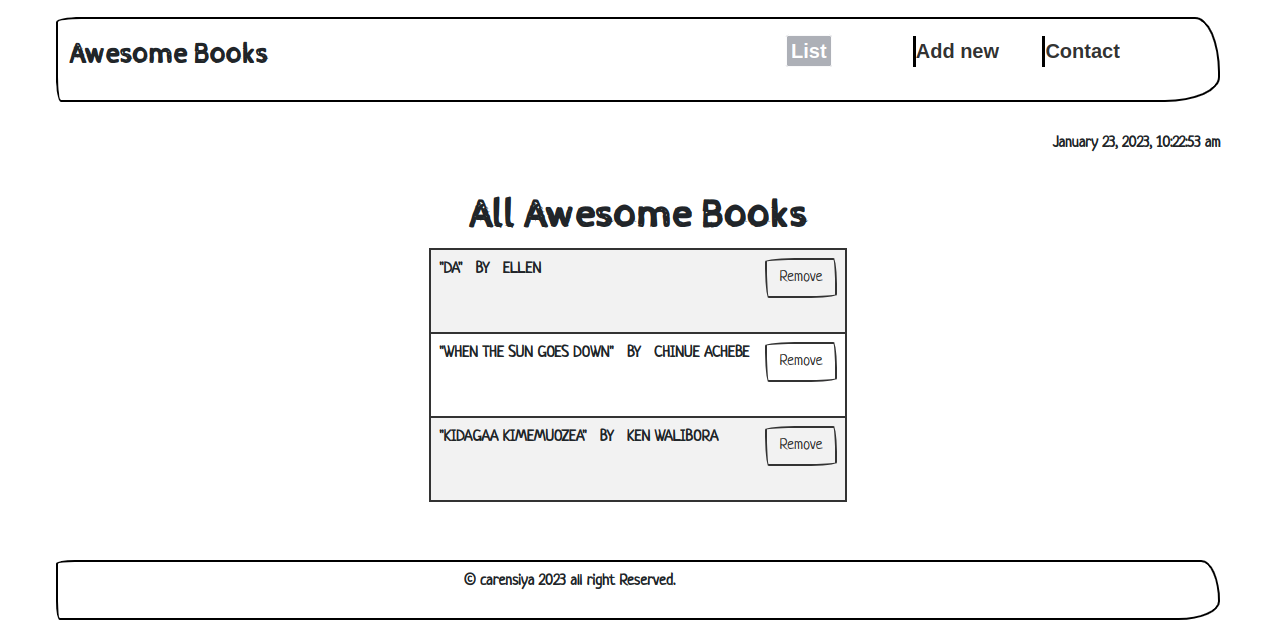 Awesome Books
List
Add new
Contact
January 23, 2023, 10:22:53 am
All Awesome Books
"DA" BY ELLEN
Remove
"WHEN THE SUN GOES DOWN" BY CHINUE ACHEBE
Remove
"KIDAGAA KIMEMUOZEA" BY KEN WALIBORA
Remove
© carensiya 2023 all right Reserved.